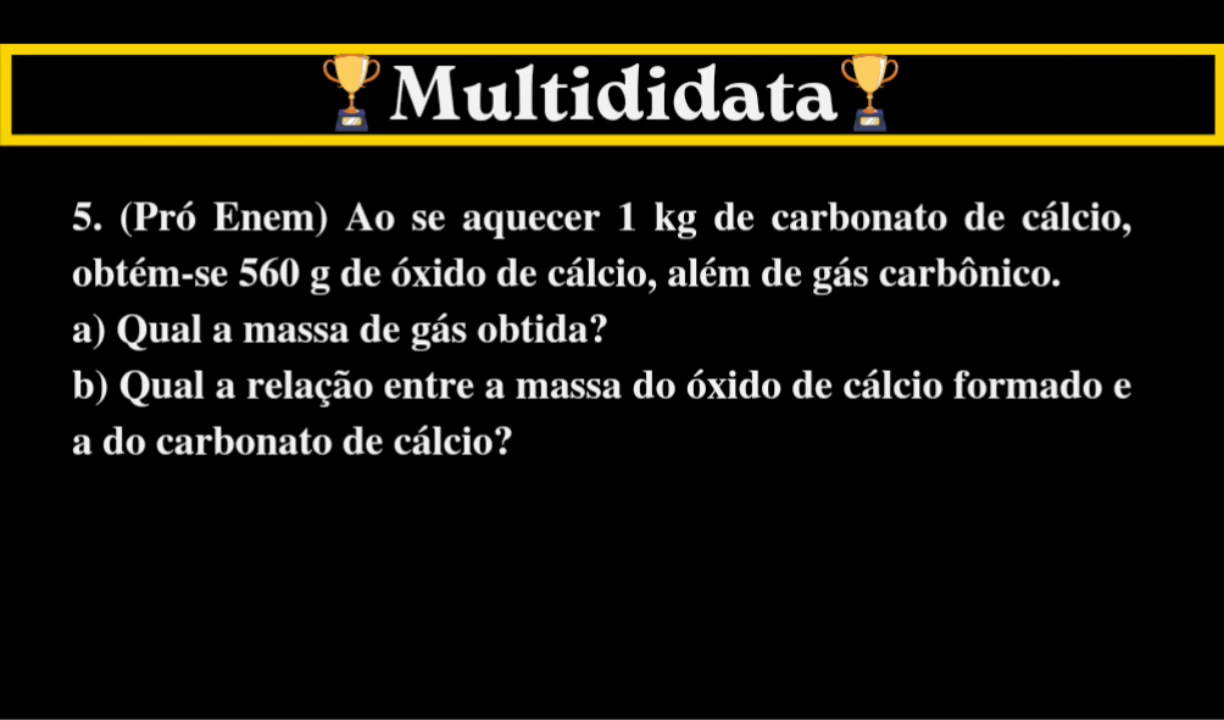 Multididata
5. (Pró Enem) Ao se aquecer 1 kg de carbonato de cálcio,
obtém-se 560 g de óxido de cálcio, além de gás carbônico.
a) Qual a massa de gás obtida?
b) Qual a relação entre a massa do óxido de cálcio formado e
a do carbonato de cálcio?